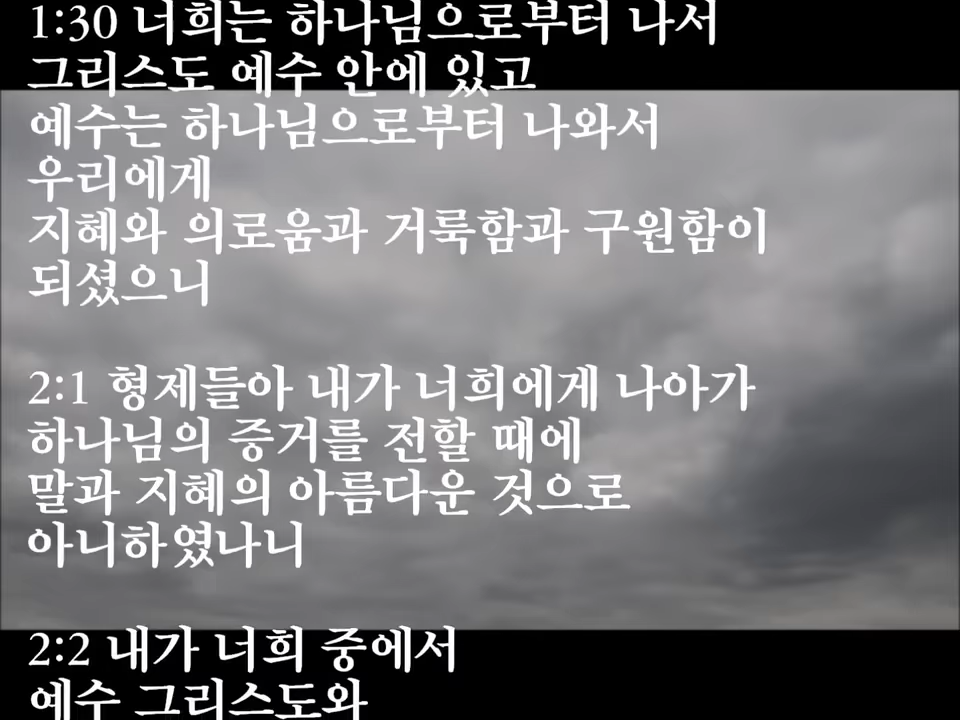 1:30 너희는 하나님으로부터 나서
그리스도 예수 안에 있고
예수는 하나님으로부터 나와서
우리에게
지혜와 의로움과 거룩함과 구원함이
되셨으니
2:1 형제들아 내가 너희에게 나아가
하나님의 증거를 전할 때에
말과 지혜의 아름다운 것으로
아니하였나니
2:2 내가 너희 중에서
예수 그리스도와